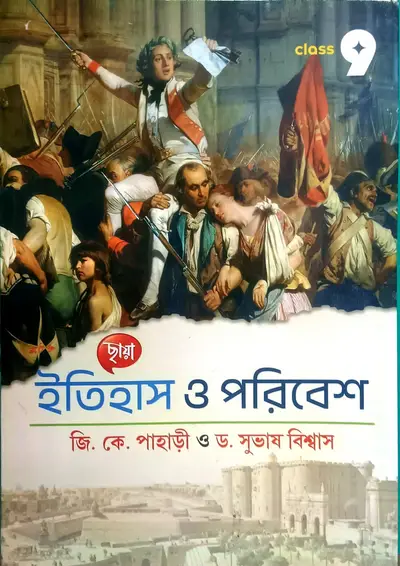 class 9
ছায়া
ইতিহাস ও পরিবেশ
জি. কে. পাহাড়ী ও ড. সুভাষ বিশ্বাস